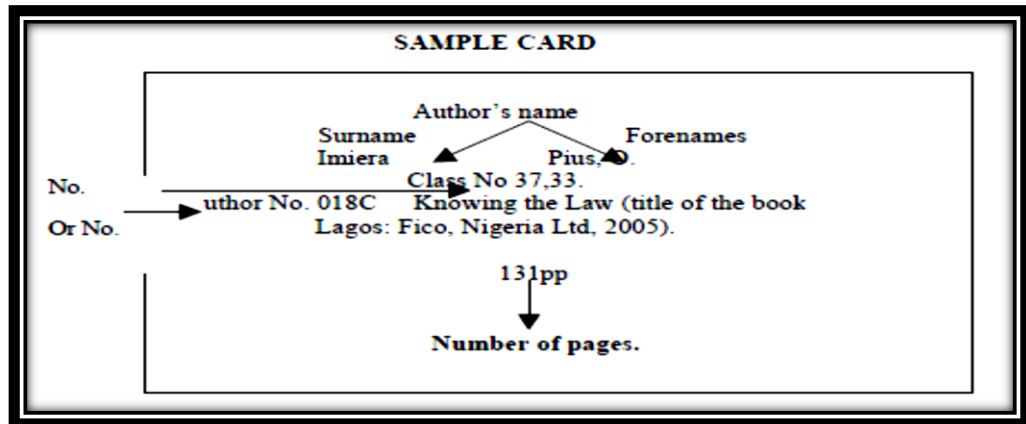 SAMPLE CARD
Author's name
Surname Forenames
Imiera Pius, O.
Class No 37,33.
No.
uthor No. 018C Knowing the Law (title of the book
Or No. Lagos: Fico, Nigeria Ltd, 2005).
131pp
Number of pages.